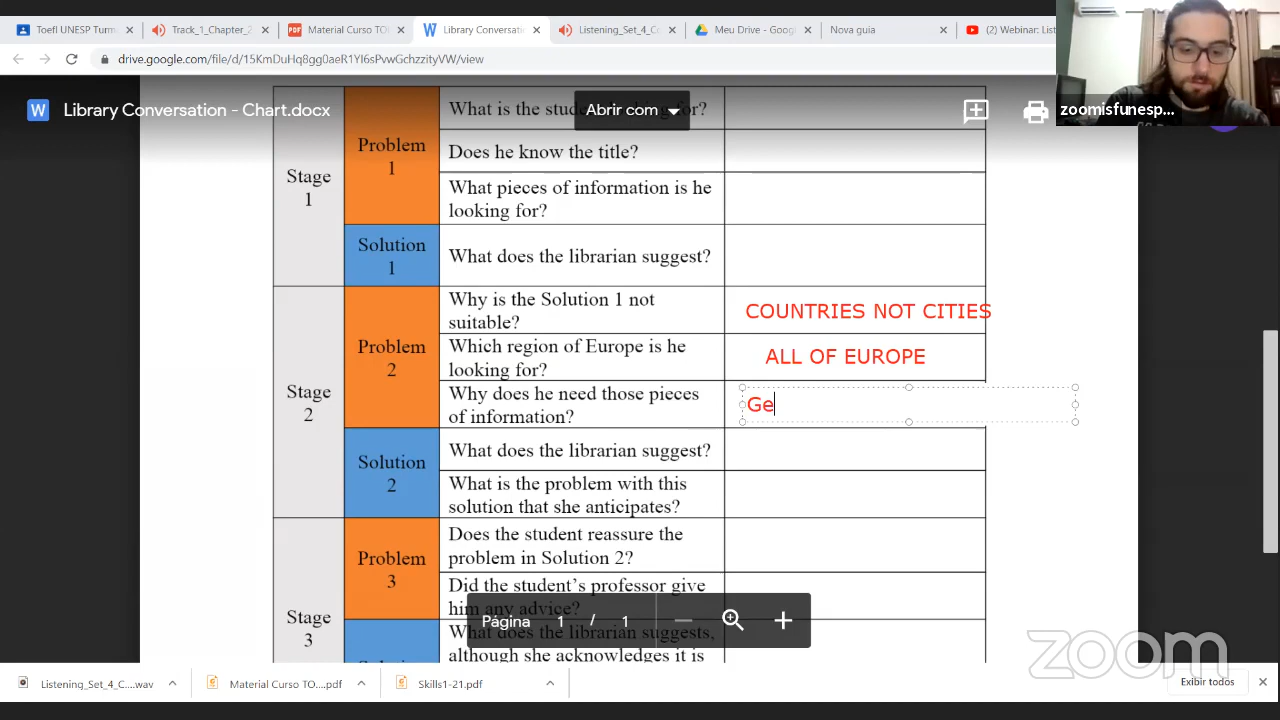 Toefl UNESP Turm
Track_1_Chapter_2
Material Curso TO
Library Conversatio
Listening_Set_4_C
Meu Drive - Goog
Nova guia
(2) Webinar: List
drive.google.com/file/d/15KmDuHq8gg0aeR1YI6sPvwGchzzityVW/view
zoomisfunesp...
Library Conversation - Chart.docx
Abrir com
What is the stude for?
Does he know the title?
What pieces of information is he
looking for?
Problem
1
Stage
1
Solution
1
What does the librarian suggest?
Why is the Solution 1 not
suitable?
COUNTRIES NOT CITIES
Which region of Europe is he
looking for?
ALL OF EUROPE
Why does he need those pieces
of information?
Ge
Problem
2
Stage
2
Solution
2
What does the librarian suggest?
What is the problem with this
solution that she anticipates?
Does the student reassure the
problem in Solution 2?
Did the student's professor give
him any advice?
Problem
3
Stage
3
What does the librarian suggests,
although she acknowledges it is
Página 1 / 1
zoom
Listening_Set_4_C....wav
Material Curso TO....pdf
Skills1-21.pdf
Exibir todos